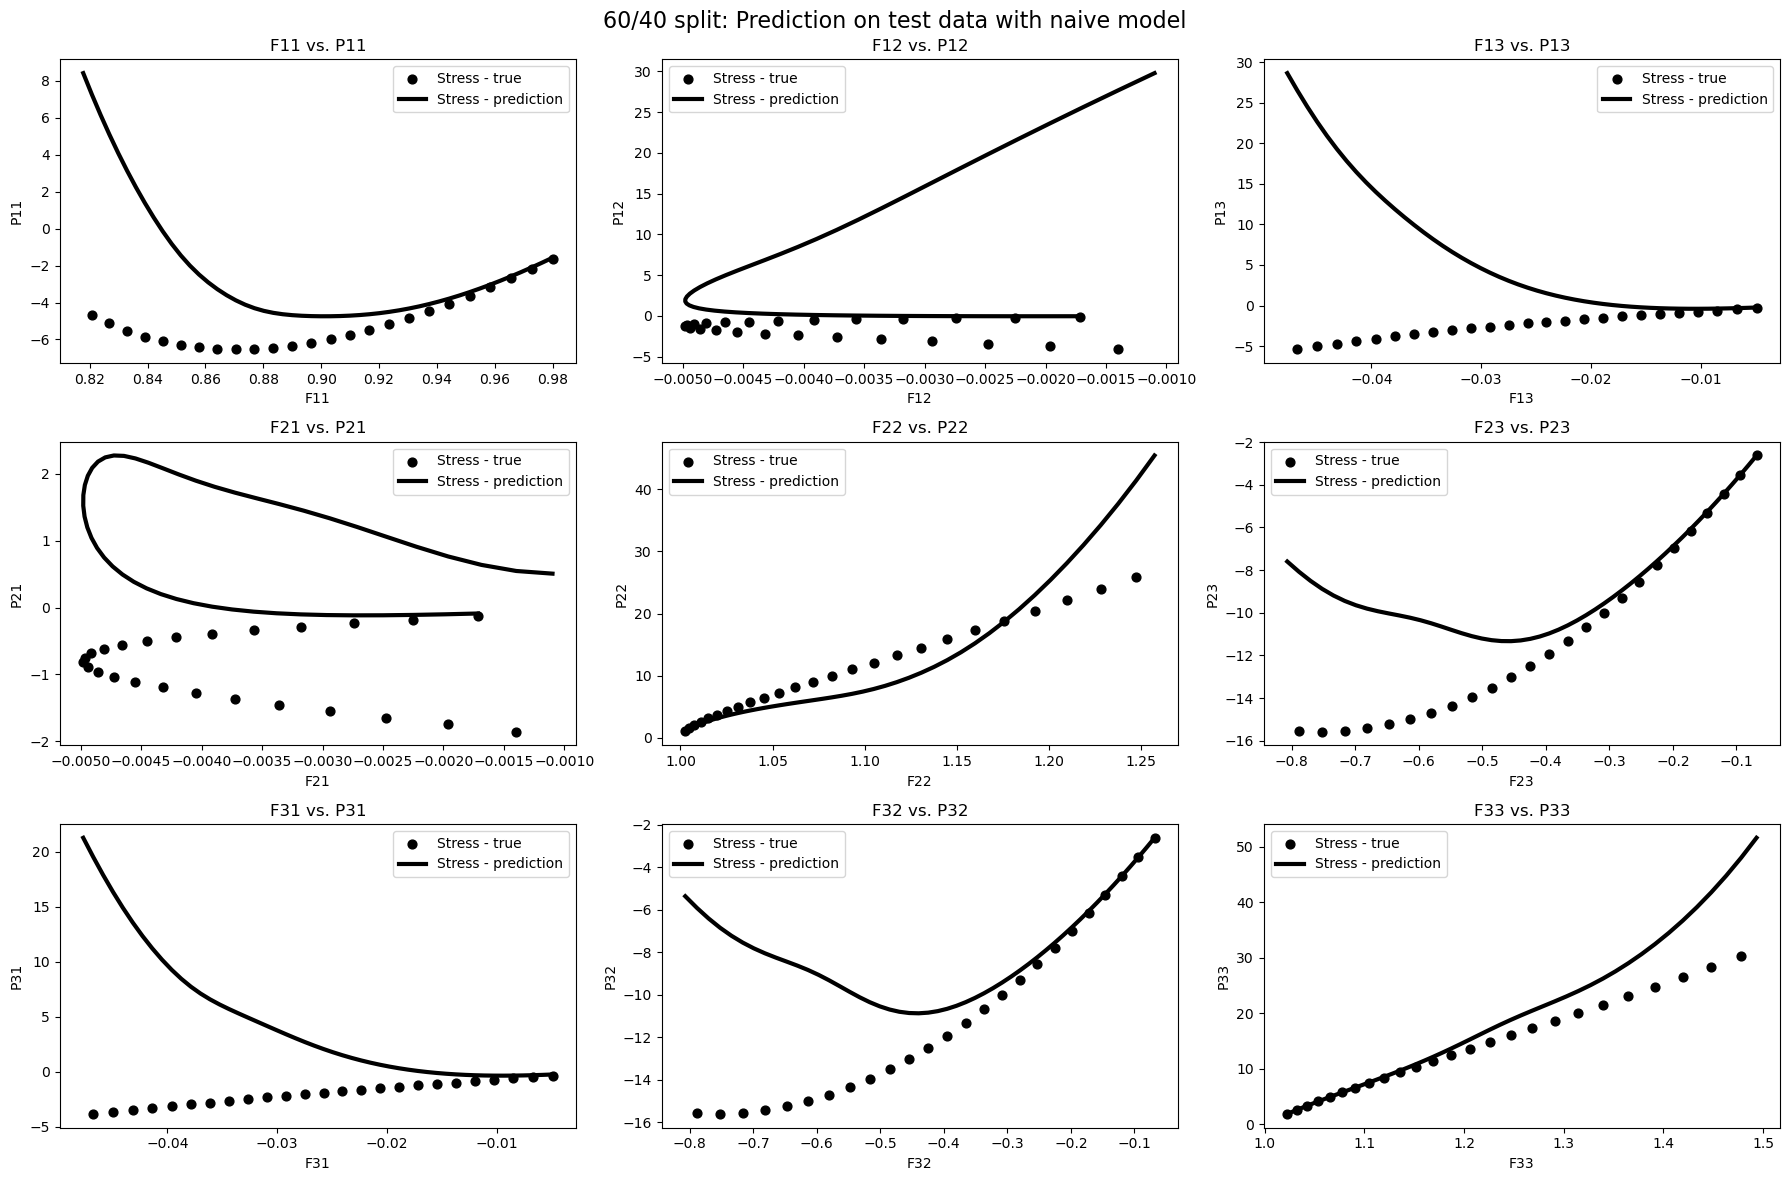 60/40 split: Prediction on test data with naive model
F11 vs. P11
Stress - true
Stress - prediction
P11
8
6
4
2
0
−2
−4
−6
0.82 0.84 0.86 0.88 0.90 0.92 0.94 0.96 0.98
F11
F12 vs. P12
Stress - true
Stress - prediction
P12
30
25
20
15
10
5
0
−5
−0.0050 −0.0045 −0.0040 −0.0035 −0.0030 −0.0025 −0.0020 −0.0015 −0.0010
F12
F13 vs. P13
Stress - true
Stress - prediction
P13
30
25
20
15
10
5
0
−5
−0.04 −0.03 −0.02 −0.01
F13
F21 vs. P21
Stress - true
Stress - prediction
P21
2
1
0
−1
−2
−0.0050 −0.0045 −0.0040 −0.0035 −0.0030 −0.0025 −0.0020 −0.0015 −0.0010
F21
F22 vs. P22
Stress - true
Stress - prediction
P22
40
30
20
10
0
1.00 1.05 1.10 1.15 1.20 1.25
F22
F23 vs. P23
Stress - true
Stress - prediction
P23
−2
−4
−6
−8
−10
−12
−14
−16
−0.8 −0.7 −0.6 −0.5 −0.4 −0.3 −0.2 −0.1
F23
F31 vs. P31
Stress - true
Stress - prediction
P31
20
15
10
5
0
−5
−0.04 −0.03 −0.02 −0.01
F31
F32 vs. P32
Stress - true
Stress - prediction
P32
−2
−4
−6
−8
−10
−12
−14
−16
−0.8 −0.7 −0.6 −0.5 −0.4 −0.3 −0.2 −0.1
F32
F33 vs. P33
Stress - true
Stress - prediction
P33
50
40
30
20
10
0
1.0 1.1 1.2 1.3 1.4 1.5
F33